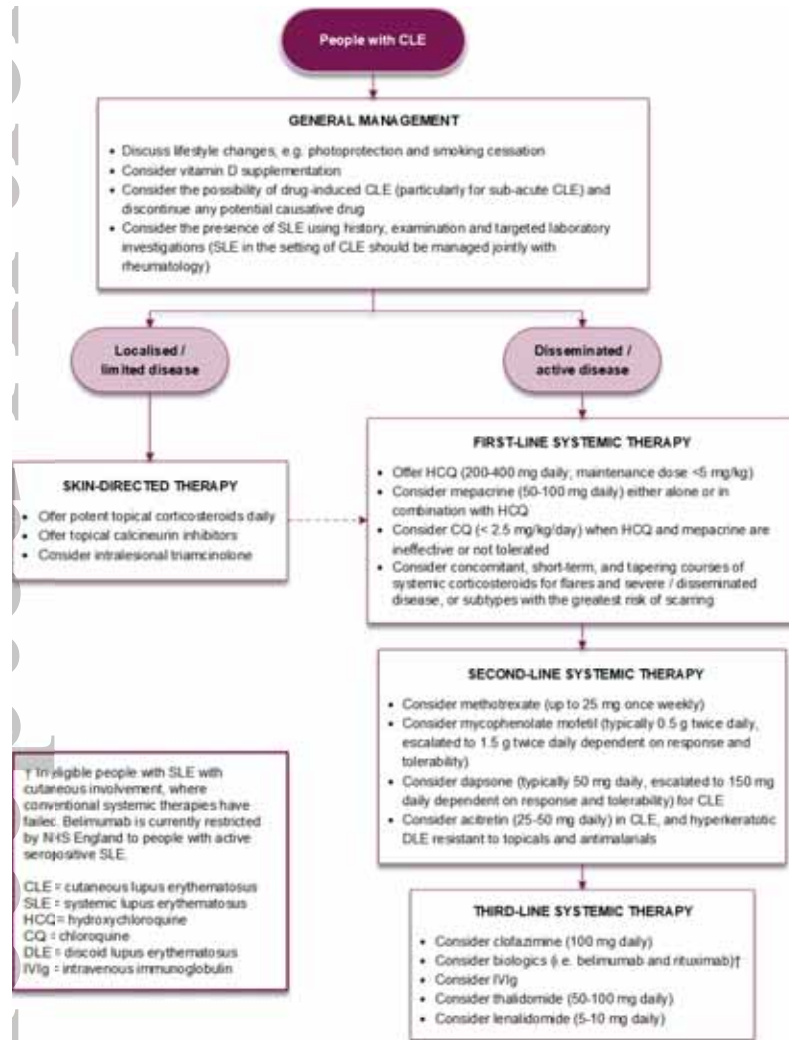 People with CLE
GENERAL MANAGEMENT
• Discuss lifestyle changes, e.g. photoprotection and smoking cessation
• Consider vitamin D supplementation
• Consider the possibility of drug-induced CLE (particularly for sub-acute CLE) and
discontinue any potential causative drug
• Consider the presence of SLE using history, examination and targeted laboratory
investigations (SLE in the setting of CLE should be managed jointly with
rheumatology)
Localised /
limited disease
Disseminated /
active disease
SKIN-DIRECTED THERAPY
• Offer potent topical corticosteroids daily
• Offer topical calcineurin inhibitors
• Consider intralesional triamcinolone
FIRST-LINE SYSTEMIC THERAPY
• Offer HCQ (200-400 mg daily; maintenance dose <5 mg/kg)
• Consider mepacrine (50-100 mg daily) either alone or in
combination with HCQ
• Consider CQ (< 2.5 mg/kg/day) when HCQ and mepacrine are
ineffective or not tolerated
• Consider concomitant, short-term, and tapering courses of
systemic corticosteroids for flares and severe / disseminated
disease, or subtypes with the greatest risk of scarring
SECOND-LINE SYSTEMIC THERAPY
• Consider methotrexate (up to 25 mg once weekly)
• Consider mycophenolate mofetil (typically 0.5 g twice daily,
escalated to 1.5 g twice daily dependent on response and
tolerability)
• Consider dapsone (typically 50 mg daily, escalated to 150 mg
daily dependent on response and tolerability) for CLE
• Consider acitretin (25-50 mg daily) in CLE, and hyperkeratotic
DLE resistant to topicals and antimalarials
THIRD-LINE SYSTEMIC THERAPY
• Consider clofazimine (100 mg daily)
• Consider biologics (i.e. belimumab and rituximab)†
• Consider IVIg
• Consider thalidomide (50-100 mg daily)
• Consider lenalidomide (5-10 mg daily)
† In eligible people with SLE with
cutaneous involvement, where
conventional systemic therapies have
failed. Belimumab is currently restricted
by NHS England to people with active
seropositive SLE.
CLE = cutaneous lupus erythematosus
SLE = systemic lupus erythematosus
HCQ = hydroxychloroquine
CQ = chloroquine
DLE = discoid lupus erythematosus
IVIg = intravenous immunoglobulin